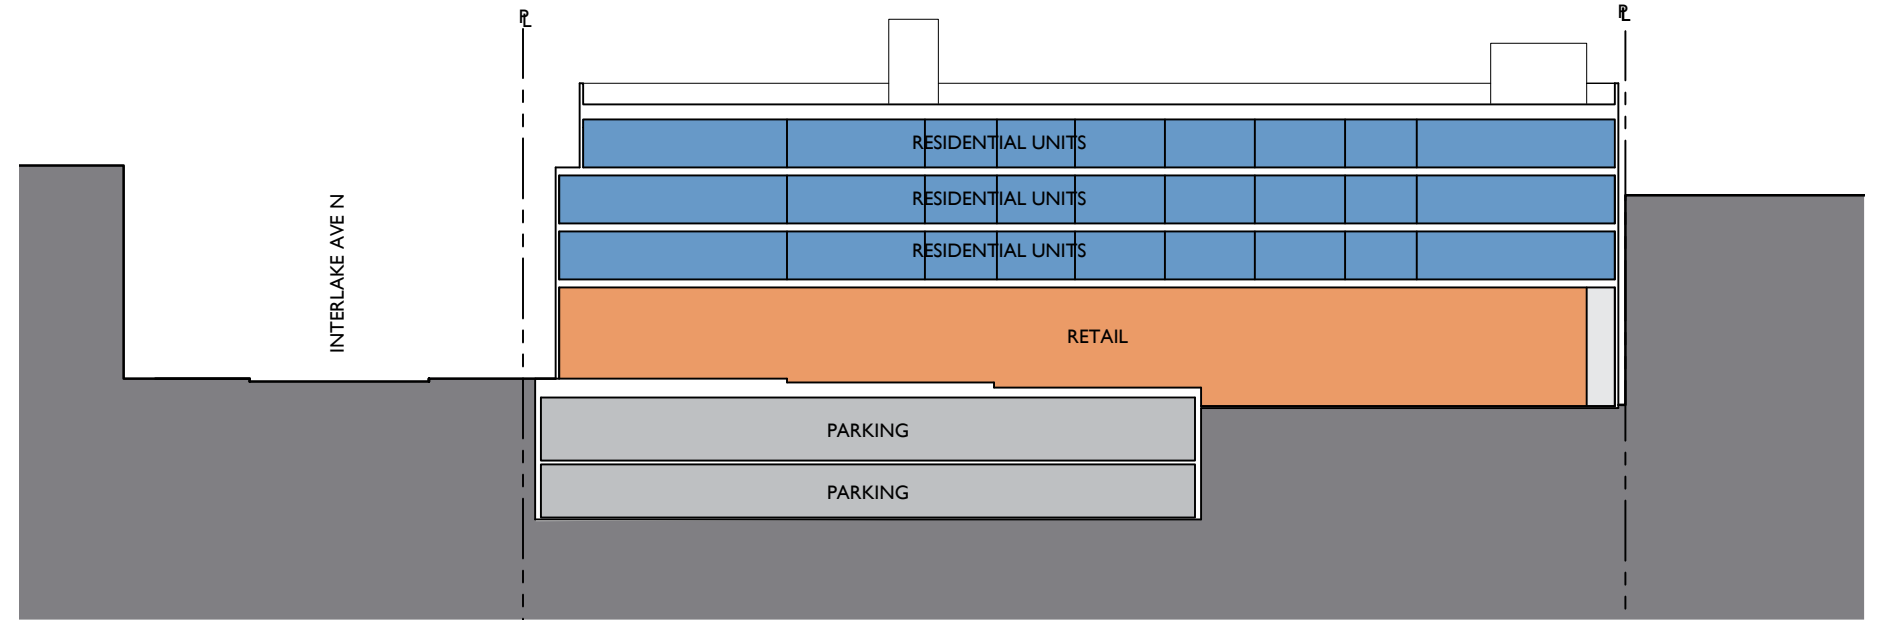 PL
PL
RESIDENTIAL UNITS
RESIDENTIAL UNITS
RESIDENTIAL UNITS
INTERLAKE AVE N
RETAIL
PARKING
PARKING